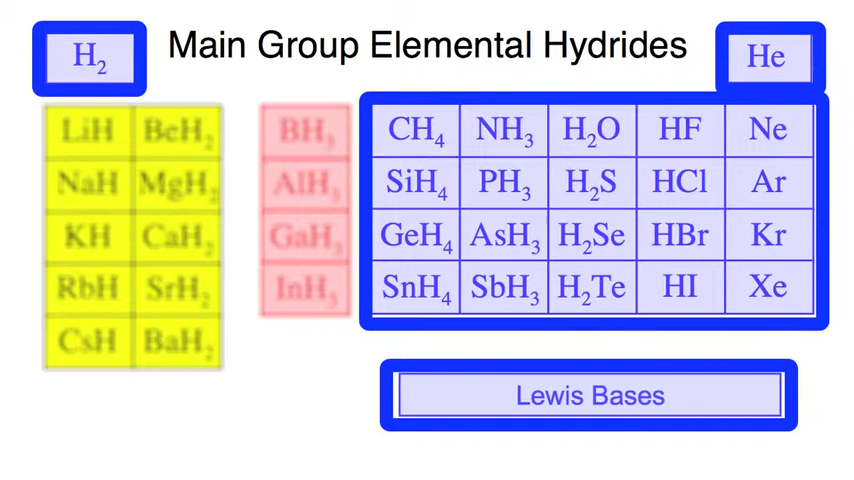 H₂ Main Group Elemental Hydrides He
LiH BeH₂ BH₃ CH₄ NH₃ H₂O HF Ne
NaH MgH₂ AlH₃ SiH₄ PH₃ H₂S HCl Ar
KH CaH₂ GaH₃ GeH₄ AsH₃ H₂Se HBr Kr
RbH SrH₂ InH₃ SnH₄ SbH₃ H₂Te HI Xe
CsH BaH₂
Lewis Bases